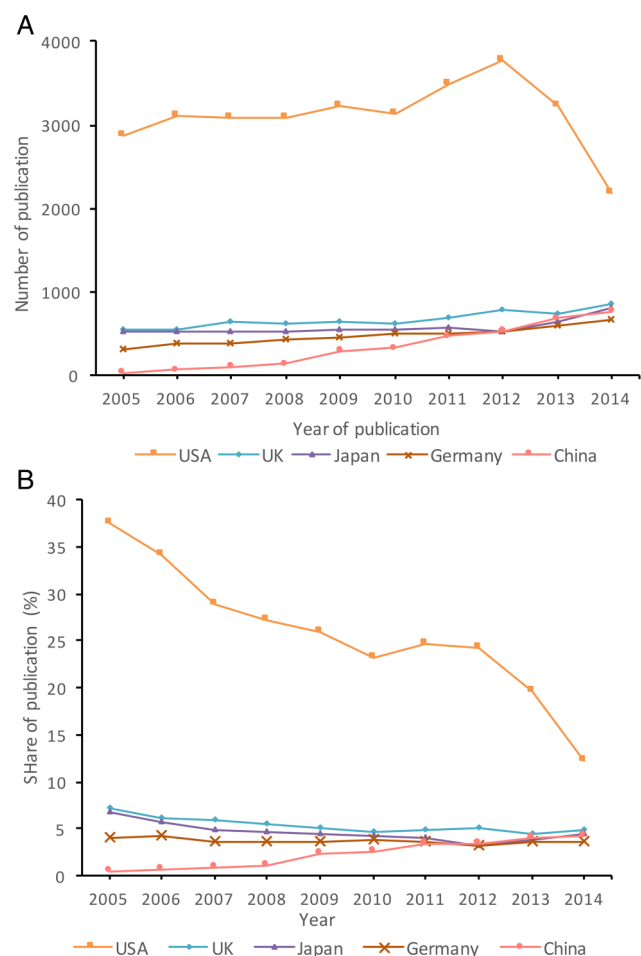 A
4000
3000
2000
1000
0
Number of publication
2005 2006 2007 2008 2009 2010 2011 2012 2013 2014
Year of publication
USA UK Japan Germany China
B
40
35
30
25
20
15
10
5
0
SHare of publication (%)
2005 2006 2007 2008 2009 2010 2011 2012 2013 2014
Year
USA UK Japan Germany China